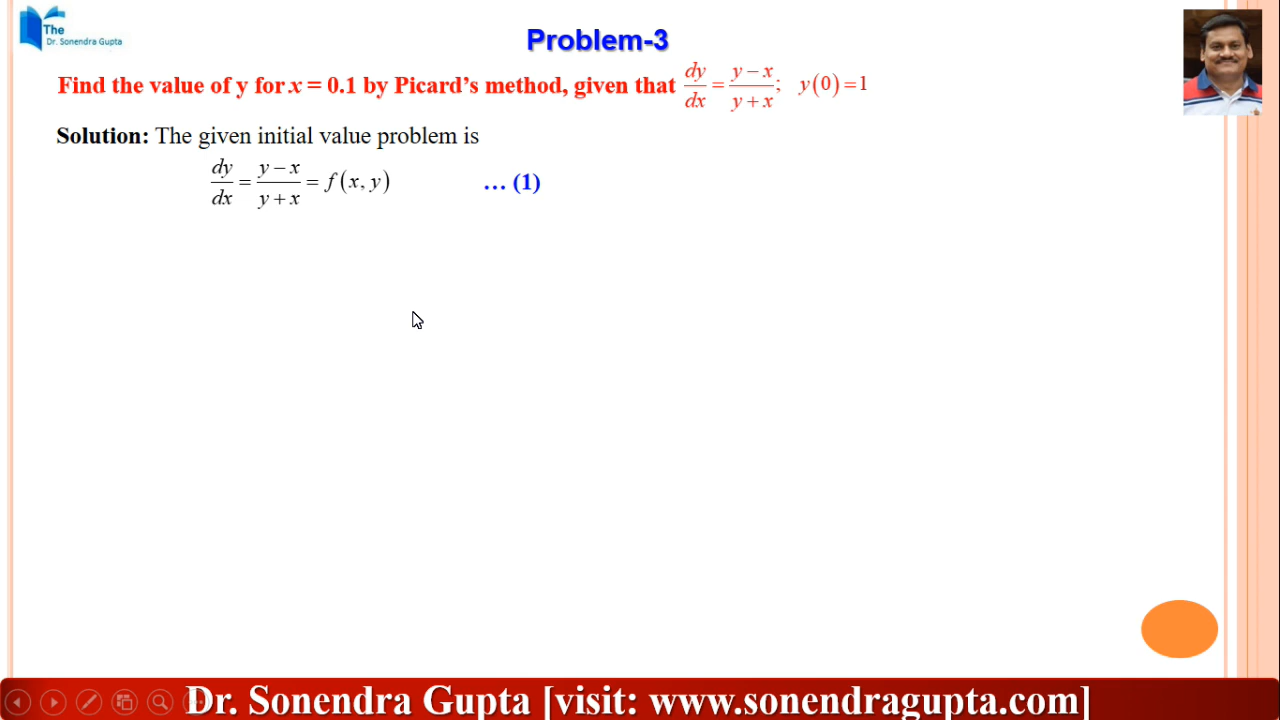 The
Dr. Sonendra Gupta
Problem-3
Find the value of y for x = 0.1 by Picard’s method, given that dy/dx = (y − x)/(y + x); y(0) = 1
Solution: The given initial value problem is
dy/dx = (y − x)/(y + x) = f(x, y) … (1)
Dr. Sonendra Gupta [visit: www.sonendragupta.com]